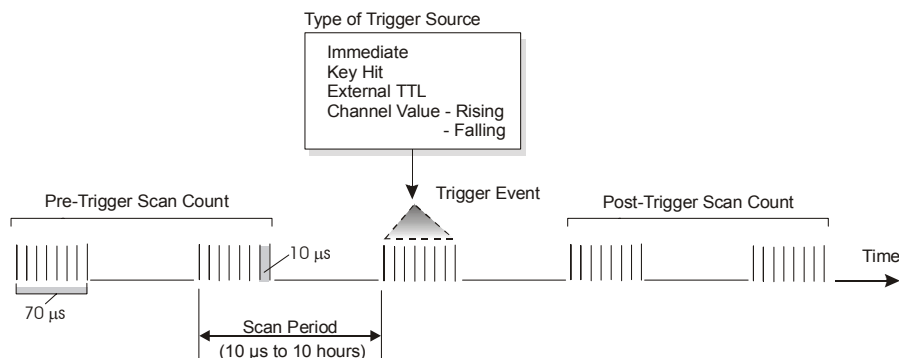 Type of Trigger Source
Immediate
Key Hit
External TTL
Channel Value - Rising
- Falling
Trigger Event
Pre-Trigger Scan Count
Post-Trigger Scan Count
10 µs
Time
70 µs
Scan Period
(10 µs to 10 hours)